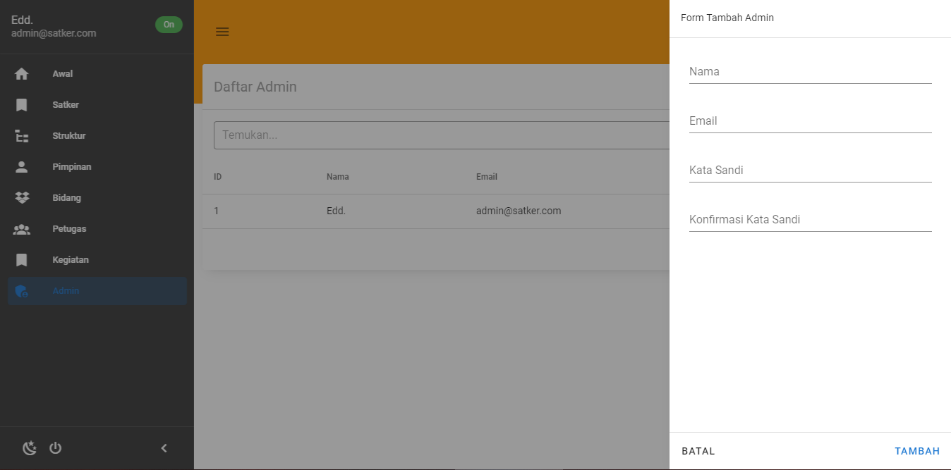 Edd.
On
admin@satker.com
Awal
Satker
Struktur
Pimpinan
Bidang
Petugas
Kegiatan
Admin
Daftar Admin
Temukan...
ID Nama Email
1 Edd. admin@satker.com
Form Tambah Admin
Nama
Email
Kata Sandi
Konfirmasi Kata Sandi
BATAL TAMBAH